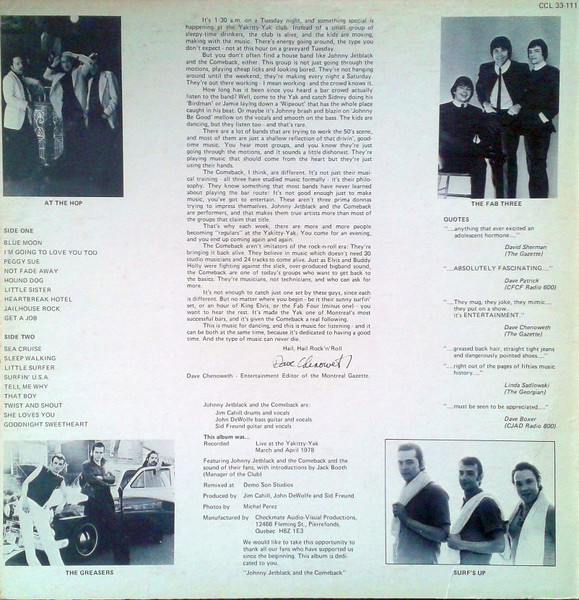 CCL 33-111
It's 1:30 a.m. on a Tuesday night, and something special is
happening at the Yakitty-Yak club. Instead of a small group of
sleepy-time drinkers, the club is alive, and the kids are moving,
making with the music. There's energy going around, the type you
don't expect - not at this hour on a graveyard Tuesday.
But you don't often find a house band like Johnny Jetblack
and the Comeback, either. This group is not just going through the
motions, playing cheap licks and looking bored. They're not hanging
around until the weekend; they're making every night a Saturday.
They're out there working - I mean working - and the crowd knows it.
How long has it been since you heard a bar crowd actually
listen to the band? Well, come to the Yak and catch Sidney doing his
'Birdman' or Jamie laying down a 'Wipeout' that has the whole place
caught in his beat. Or maybe it's Johnny brash and blazin on 'Johnny
Be Good' mellow on the vocals and smooth on the bass. The kids are
dancing, but they listen too - and that's rare.
There are a lot of bands that are trying to work the 50's scene,
and most of them are just a shallow reflection of that drivin', good-
time music. You hear most groups, and you know they're just
going through the motions, and it sounds a little dishonest. They're
playing music that should come from the heart but they're just
using their hands.
The Comeback, I think, are different. It's not just their musi-
cal training - all three have studied music formally - it's their philo-
sophy. They know something that most bands have never learned
about playing the bar route: It's not good enough just to make
music, you've got to entertain. These aren't three prima donnas
trying to impress themselves. Johnny Jetblack and the Comeback
are performers, and that makes them true artists more than most of
the groups that claim that title.
That's why each week, there are more and more people
becoming "regulars" at the Yakitty-Yak. You come for an evening,
and you end up coming again and again.
The Comeback aren't imitators of the rock-n-roll era: They're
bringing it back alive. They believe in music which doesn't need 30
studio musicians and 24 tracks to come alive. Just as Elvis and Buddy
Holly were fighting against the slick, over-produced bigband sound,
the Comeback are one of today's groups who want to get back to
the basics. They're musicians, not technicians, and who can ask for
more.
It's not enough to catch just one set by these guys, since each
is different. But no matter where you begin - be it their sunny surfin'
set, or an hour of King Elvis, or the Fab Four (minus one) - you
want to hear the rest. It's made the Yak one of Montreal's most
successful bars, and it's given the Comeback a real following.
This is music for dancing, and this is music for listening - and it
can be both at the same time, because it's dedicated to having a good
time. And the type of music can never die.
Hail, Hail Rock 'n' Roll
Dave Chenoweth
Dave Chenoweth - Entertainment Editor of the Montreal Gazette.
Johnny Jetblack and the Comeback are:
Jim Cahill drums and vocals
John DeWolfe bass guitar and vocals
Sid Freund guitar and vocals
This album was...
Recorded Live at the Yakitty-Yak
March and April 1978
Featuring Johnny Jetblack and the Comeback and the
sound of their fans, with introductions by Jack Booth
(Manager of the Club)
Remixed at Demo Son Studios
Produced by Jim Cahill, John DeWolfe and Sid Freund
Photos by Michel Perez
Manufactured by Checkmate Audio-Visual Productions,
12466 Fleming St., Pierrefonds,
Quebec H8Z 1E3
We would like to take this opportunity to
thank all our fans who have supported us
since the beginning. This album is dedi-
cated to you.
"Johnny Jetblack and the Comeback"
AT THE HOP
SIDE ONE
BLUE MOON
I'M GOING TO LOVE YOU TOO
PEGGY SUE
NOT FADE AWAY
HOUND DOG
LITTLE SISTER
HEARTBREAK HOTEL
JAILHOUSE ROCK
GET A JOB
SIDE TWO
SEA CRUISE
SLEEP WALKING
LITTLE SURFER
SURFIN' U.S.A.
TELL ME WHY
THAT BOY
TWIST AND SHOUT
SHE LOVES YOU
GOODNIGHT SWEETHEART
THE GREASERS
THE FAB THREE
QUOTES
"....anything that ever excited an
adolescent hormone...."
David Sherman
(The Gazette)
"....ABSOLUTELY FASCINATING...."
Dave Patrick
(CFCF Radio 600)
"....They mug, they joke, they mimic....
they put on a show...
it's ENTERTAINMENT."
Dave Chenoweth
(The Gazette)
"....greased back hair, straight tight jeans
and dangerously pointed shoes...."
"....right out of the pages of fifties music
history...."
Linda Sadlowski
(The Georgian)
"....must be seen to be appreciated...."
Dave Boxer
(CJAD Radio 800)
SURF'S UP